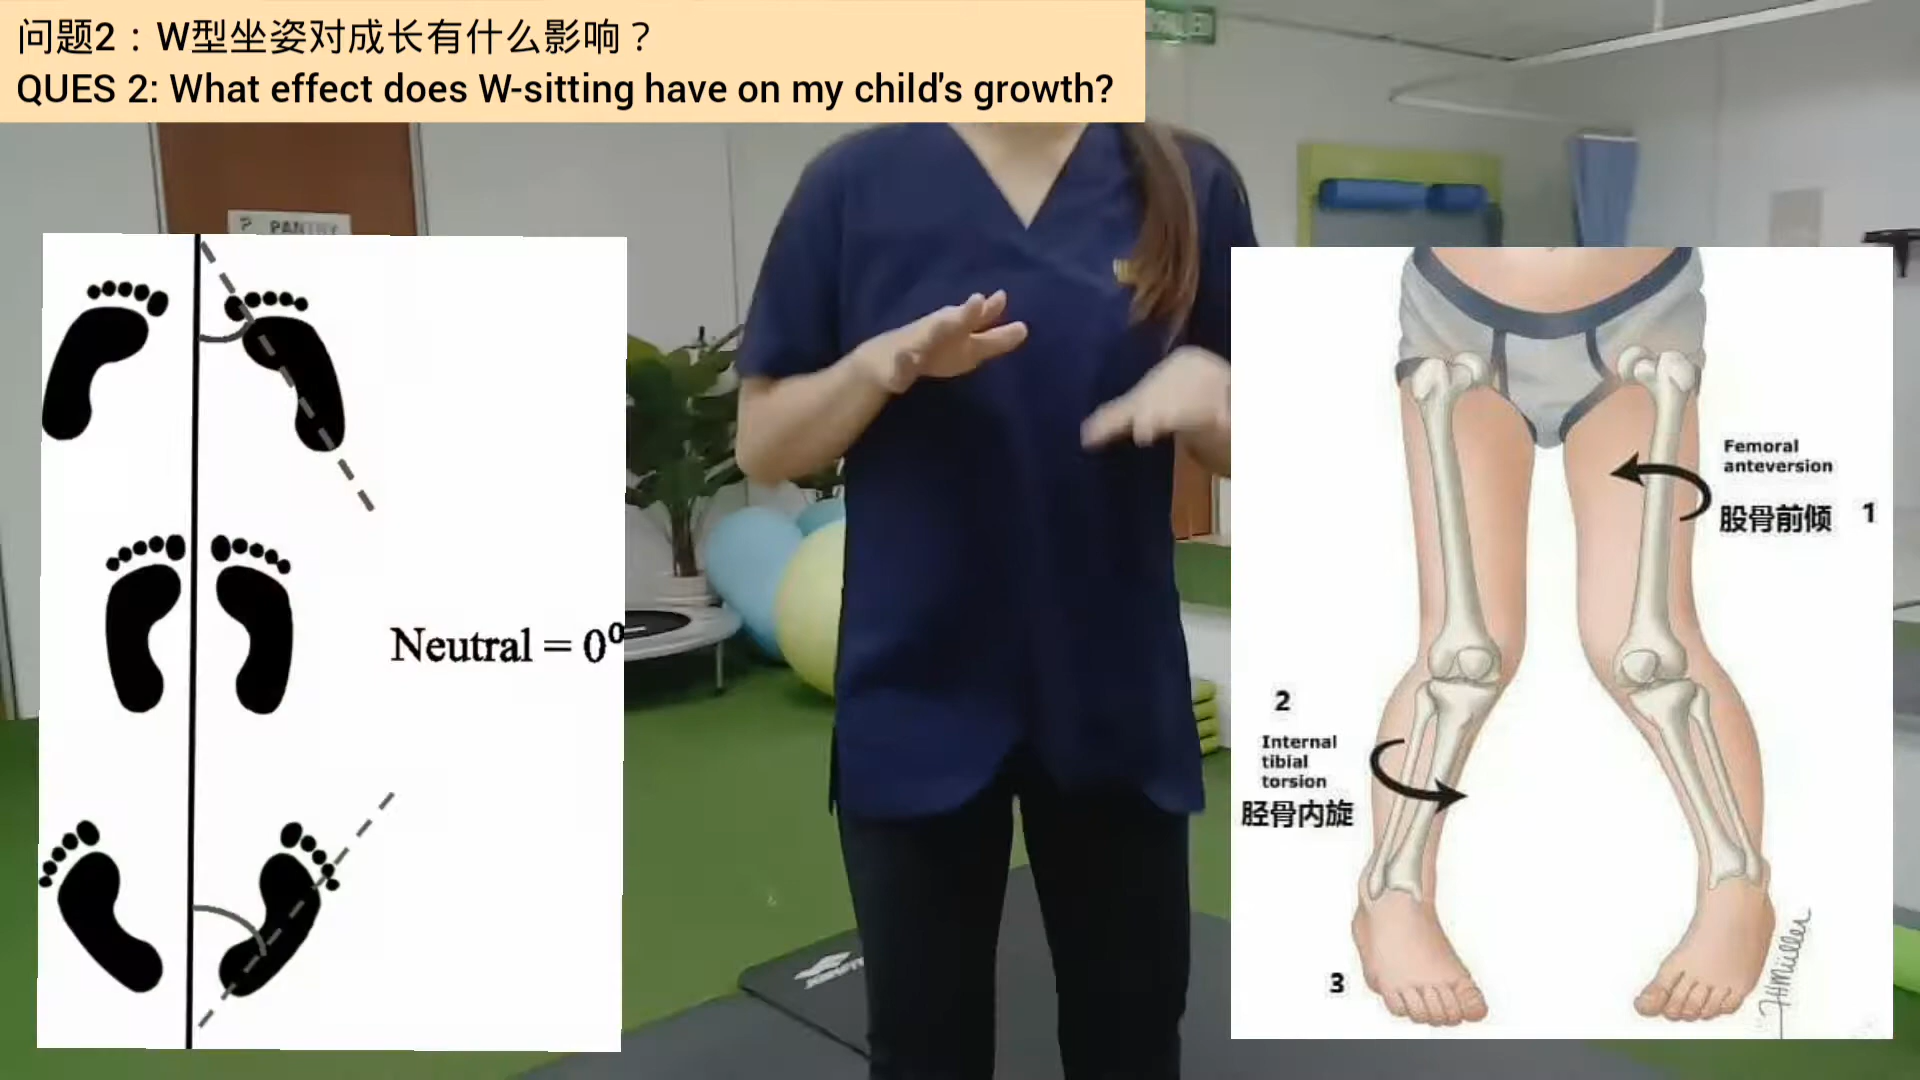 问题2：W型坐姿对成长有什么影响？
QUES 2: What effect does W-sitting have on my child's growth?
PANTRY
Neutral = 0⁰
Femoral
anteversion
股骨前倾 1
2
Internal
tibial
torsion
胫骨内旋
3